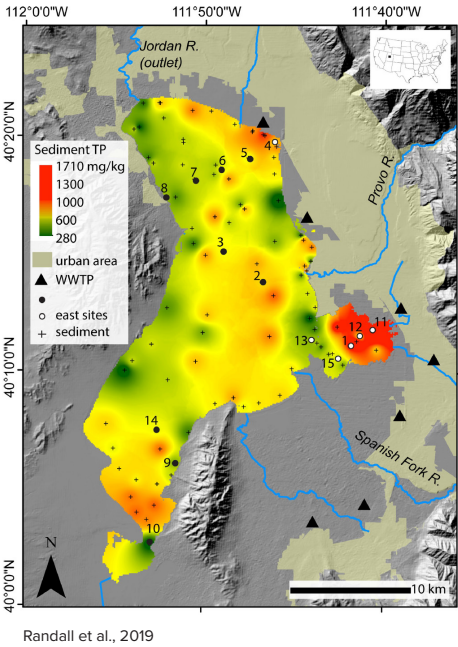 112°0'0"W 111°50'0"W 111°40'0"W
Jordan R.
(outlet)
Provo R.
40°20'0"N
40°10'0"N
40°0'0"N
Sediment TP
1710 mg/kg
1300
1000
600
280
urban area
WWTP
east sites
sediment
4
5
6
7
8
3
2
11
12
1
13
15
14
9
10
Spanish Fork R.
N
10 km
Randall et al., 2019